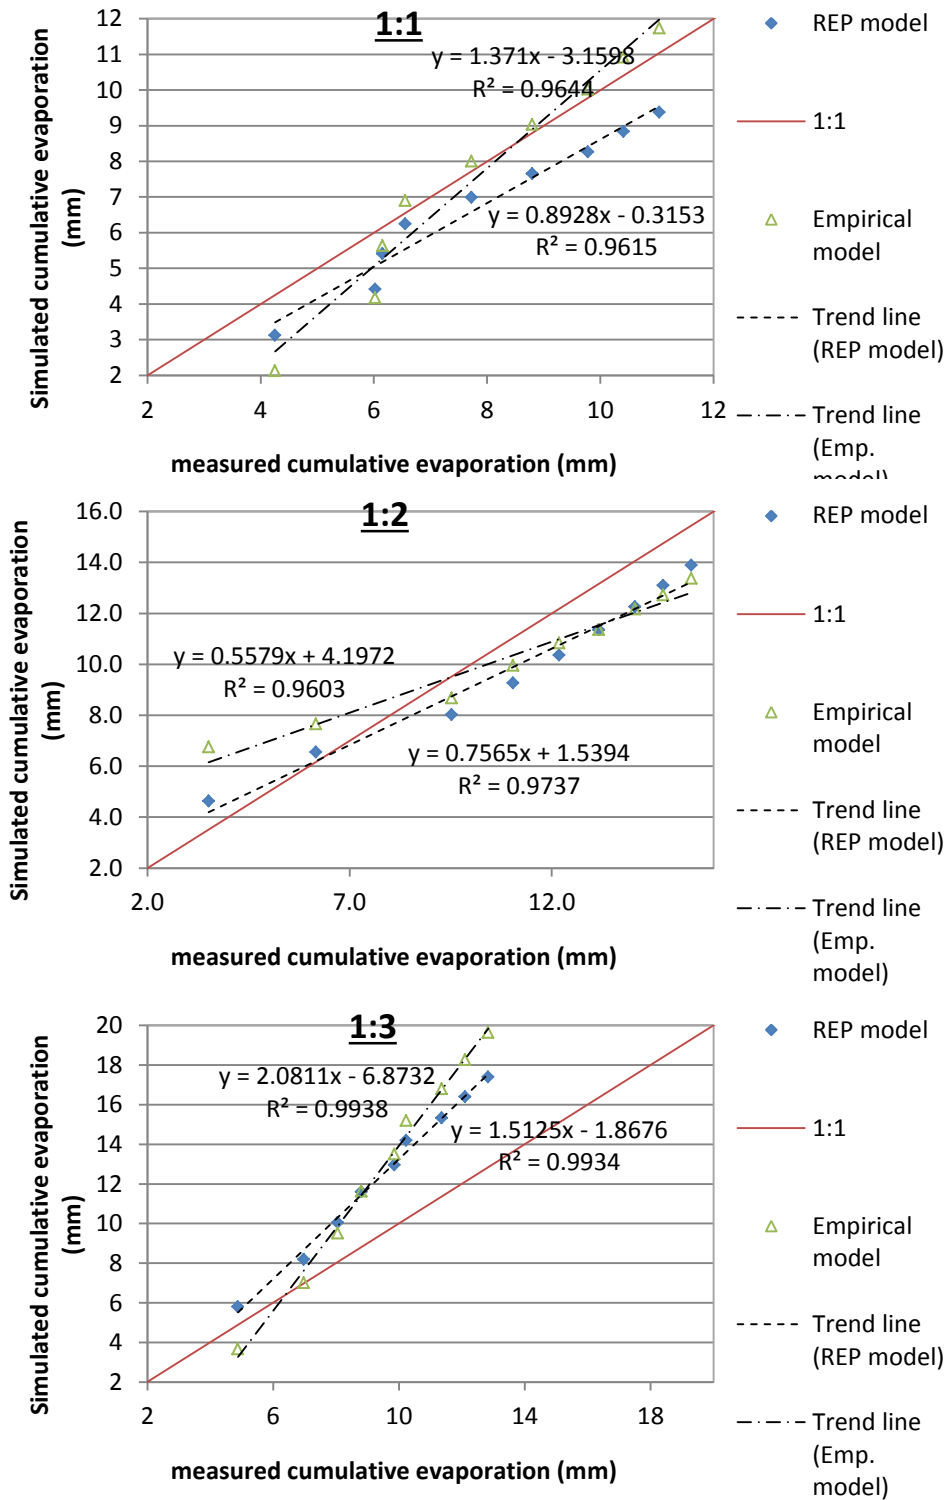 1:1
12
11
10
9
8
7
6
5
4
3
2
Simulated cumulative evaporation
(mm)
y = 1.371x - 3.1598
R² = 0.9644
y = 0.8928x - 0.3153
R² = 0.9615
2
4
6
8
10
12
measured cumulative evaporation (mm)
REP model
1:1
Empirical
model
Trend line
(REP model)
Trend line
(Emp.
model)
1:2
16.0
14.0
12.0
10.0
8.0
6.0
4.0
2.0
Simulated cumulative evaporation
(mm)
y = 0.5579x + 4.1972
R² = 0.9603
y = 0.7565x + 1.5394
R² = 0.9737
2.0
7.0
12.0
measured cumulative evaporation (mm)
REP model
1:1
Empirical
model
Trend line
(REP model)
Trend line
(Emp.
model)
1:3
20
18
16
14
12
10
8
6
4
2
Simulated cumulative evaporation
(mm)
y = 2.0811x - 6.8732
R² = 0.9938
y = 1.5125x - 1.8676
R² = 0.9934
2
6
10
14
18
measured cumulative evaporation (mm)
REP model
1:1
Empirical
model
Trend line
(REP model)
Trend line
(Emp.
model)